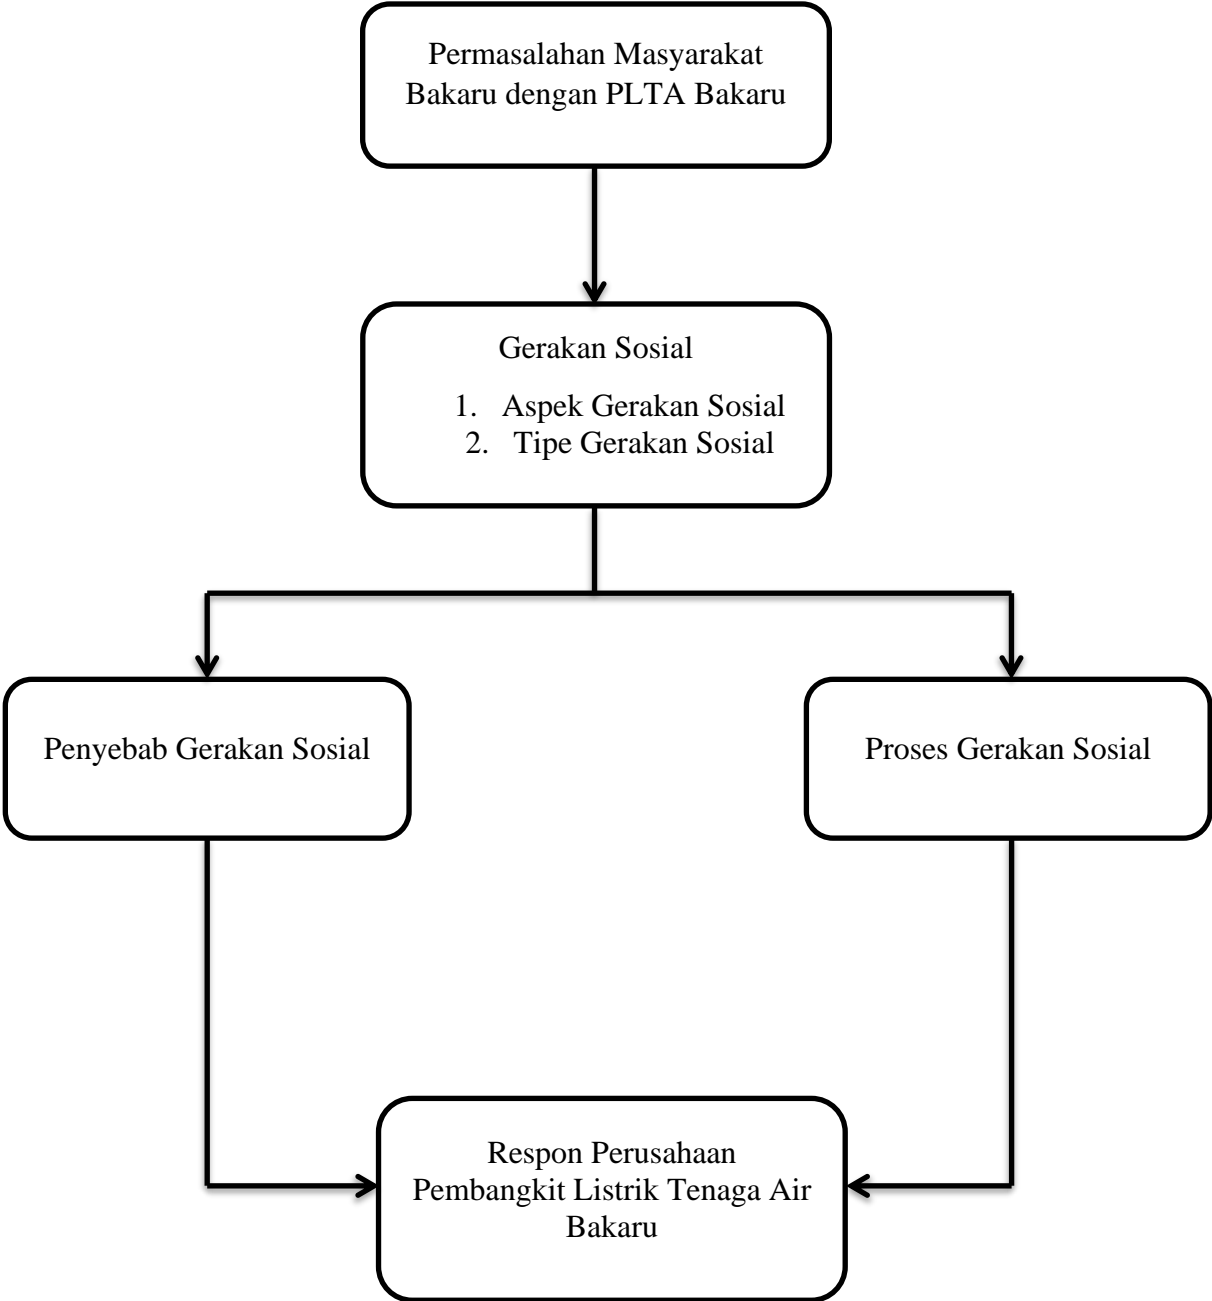 Permasalahan Masyarakat
Bakaru dengan PLTA Bakaru
Gerakan Sosial
1. Aspek Gerakan Sosial
2. Tipe Gerakan Sosial
Penyebab Gerakan Sosial
Proses Gerakan Sosial
Respon Perusahaan
Pembangkit Listrik Tenaga Air
Bakaru